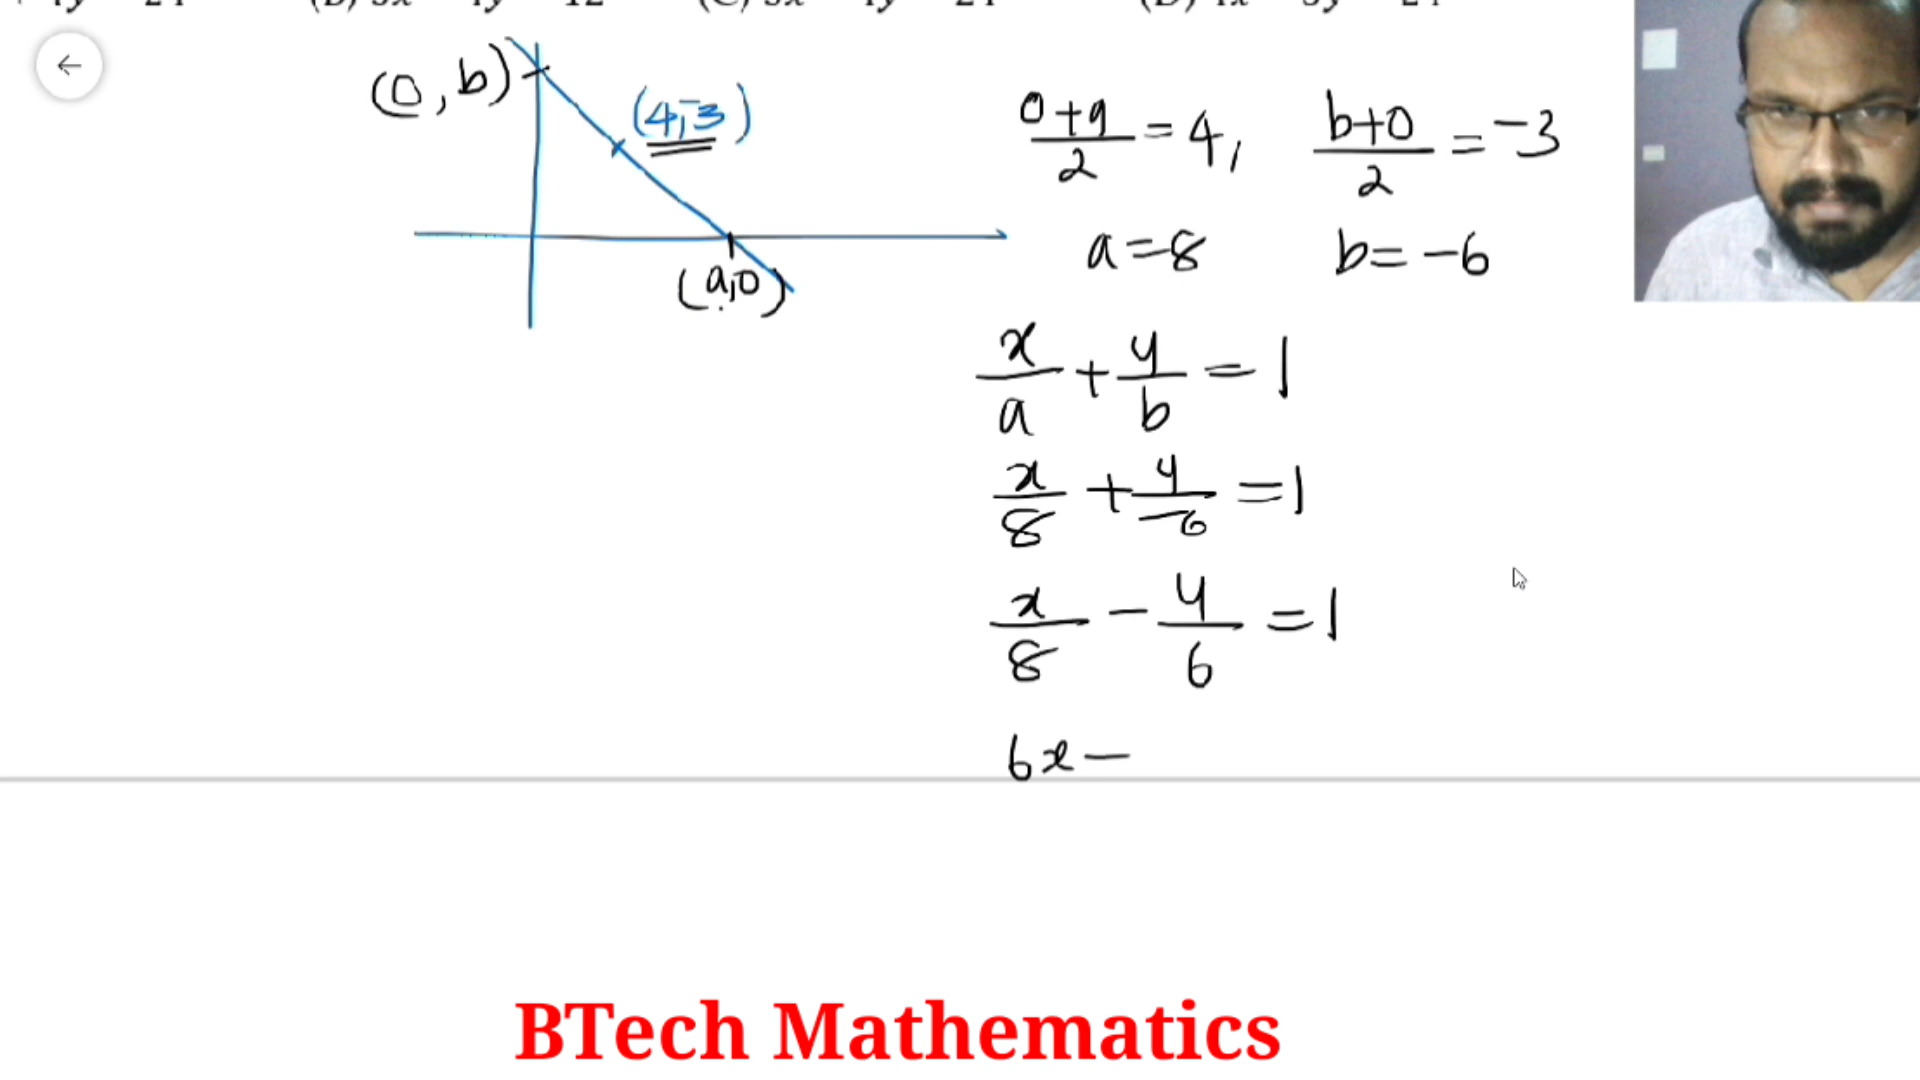 (0, b)
(4,-3)
(a,0)
0+a/2 = 4, b+0/2 = -3
a=8 b= -6
x/a + y/b = 1
x/8 + y/-6 = 1
x/8 - y/6 = 1
6x -
BTech Mathematics